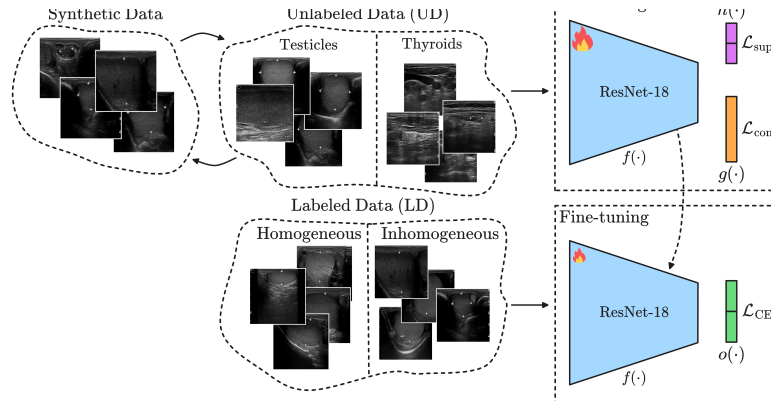 Synthetic Data
Unlabeled Data (UD)
Testicles
Thyroids
ResNet-18
f(·)
h(·)
ℒsup
ℒcon
g(·)
Labeled Data (LD)
Homogeneous
Inhomogeneous
Fine-tuning
ResNet-18
f(·)
ℒCE
o(·)